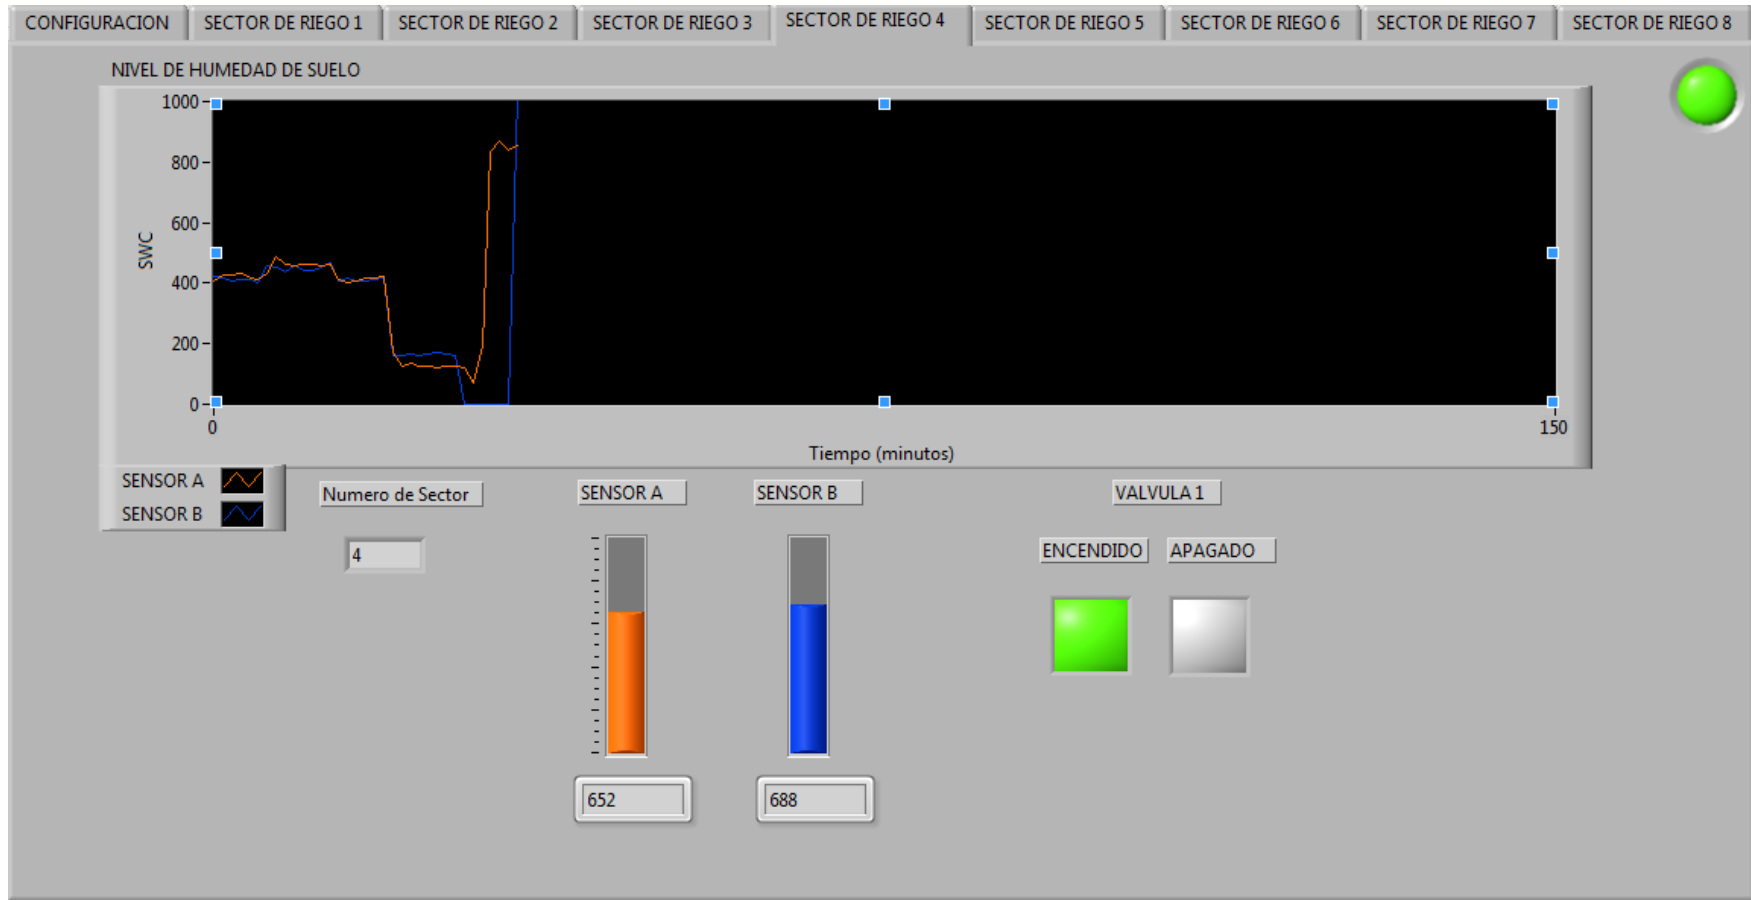 CONFIGURACION SECTOR DE RIEGO 1 SECTOR DE RIEGO 2 SECTOR DE RIEGO 3 SECTOR DE RIEGO 4 SECTOR DE RIEGO 5 SECTOR DE RIEGO 6 SECTOR DE RIEGO 7 SECTOR DE RIEGO 8
NIVEL DE HUMEDAD DE SUELO
1000
800
600
SWC
400
200
0
0 150
Tiempo (minutos)
SENSOR A
SENSOR B
Numero de Sector
4
SENSOR A SENSOR B
652 688
VALVULA 1
ENCENDIDO APAGADO